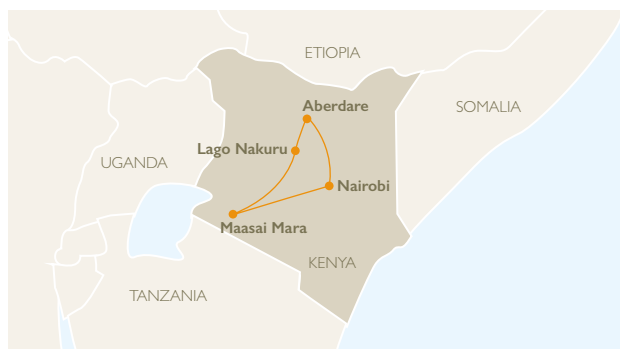 ETIOPIA
Aberdare
SOMALIA
Lago Nakuru
UGANDA
Nairobi
Maasai Mara
KENYA
TANZANIA